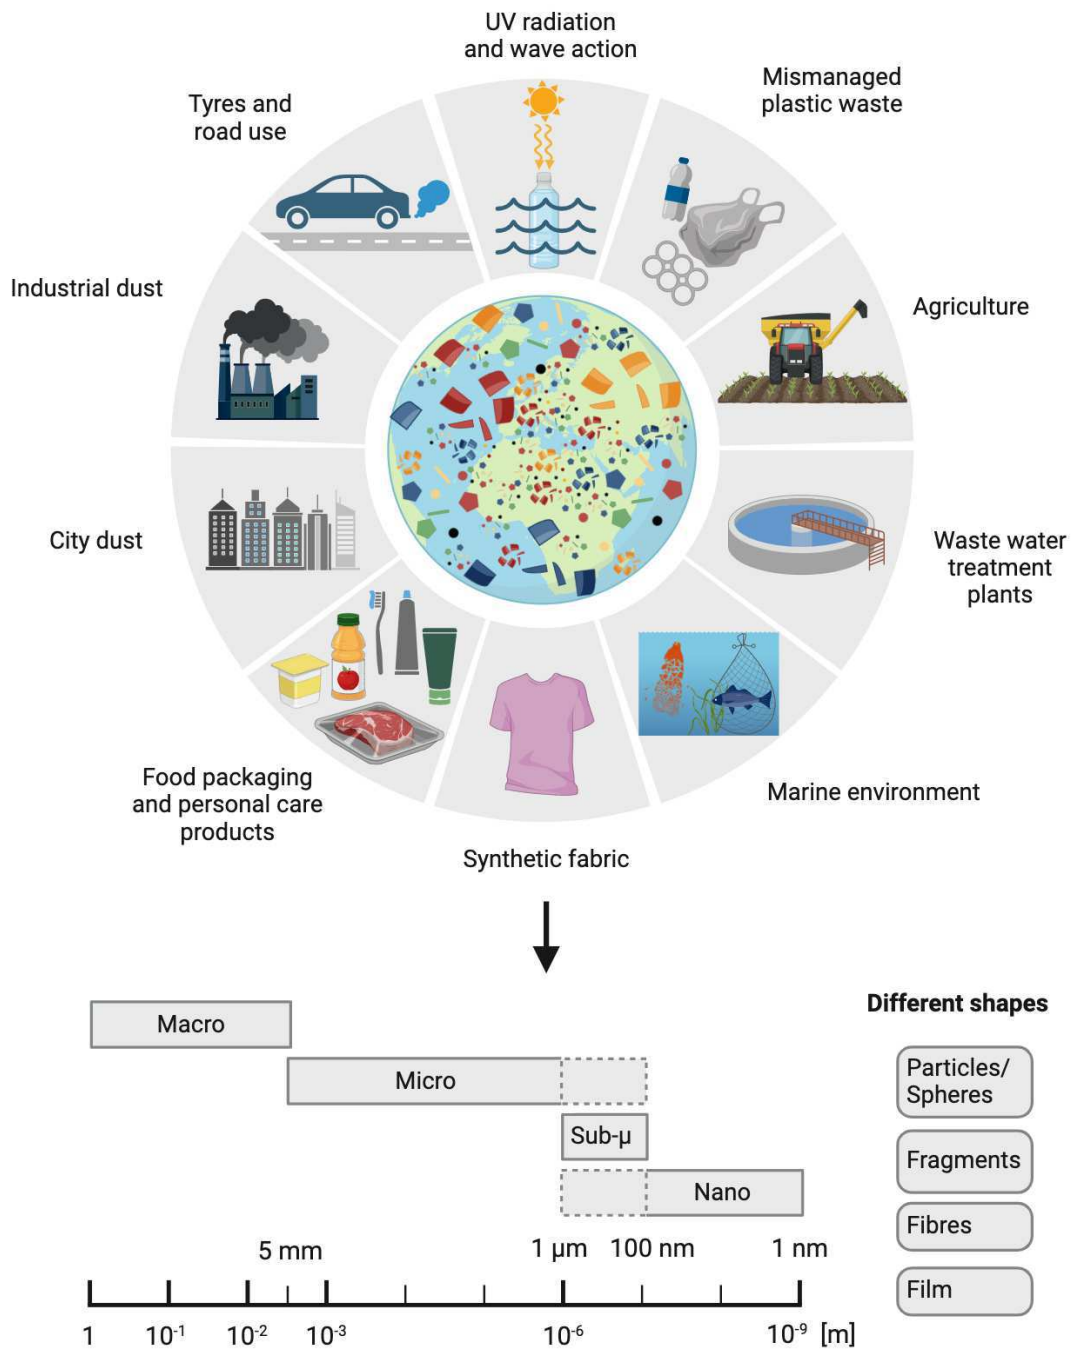 UV radiation
and wave action
Mismanaged
plastic waste
Tyres and
road use
Industrial dust
Agriculture
City dust
Waste water
treatment
plants
Food packaging
and personal care
products
Marine environment
Synthetic fabric
Different shapes
Macro
Micro
Particles/
Spheres
Sub-µ
Fragments
Nano
Fibres
5 mm
1 µm
100 nm
1 nm
Film
1
10⁻¹
10⁻²
10⁻³
10⁻⁶
10⁻⁹
[m]